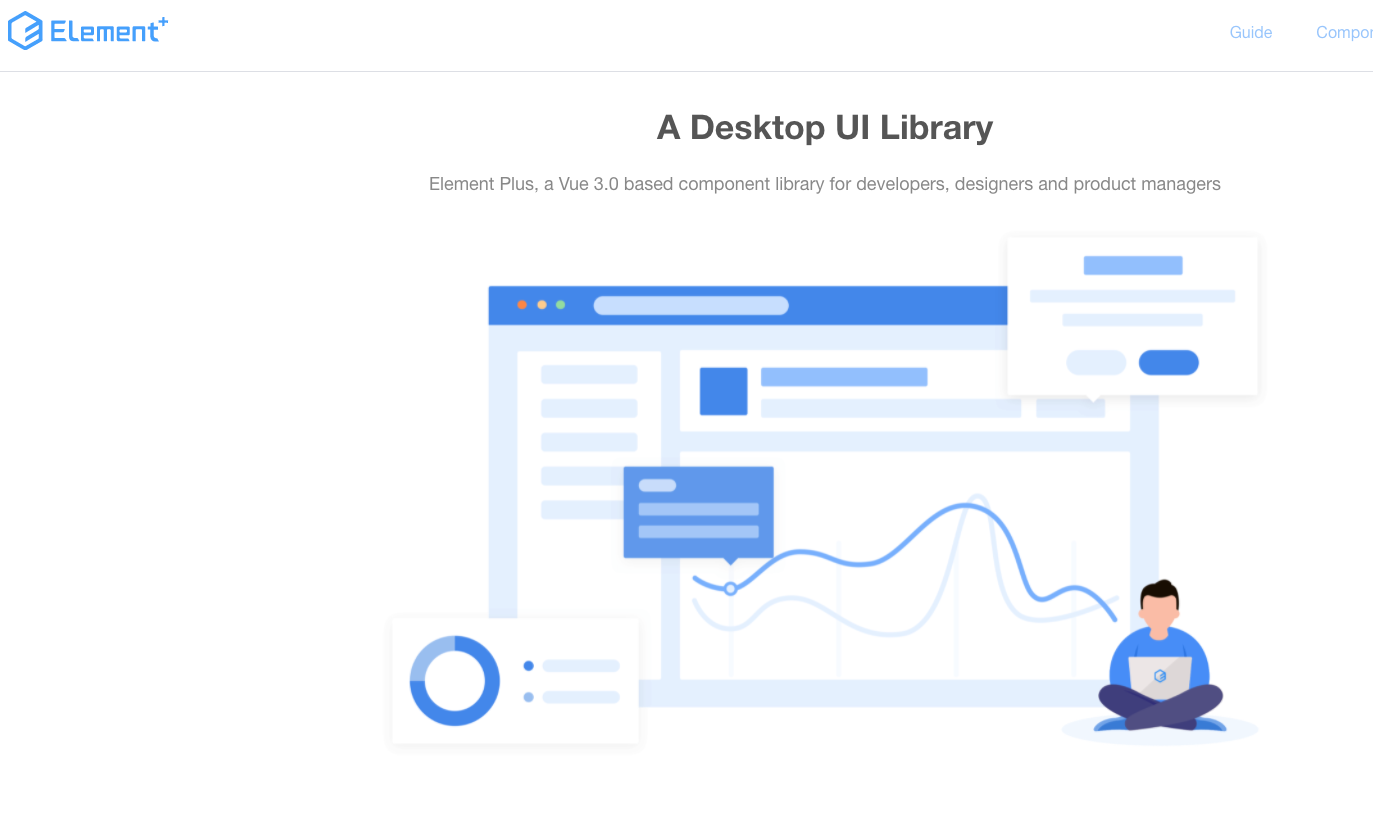 Element+
Guide
A Desktop UI Library
Element Plus, a Vue 3.0 based component library for developers, designers and product managers